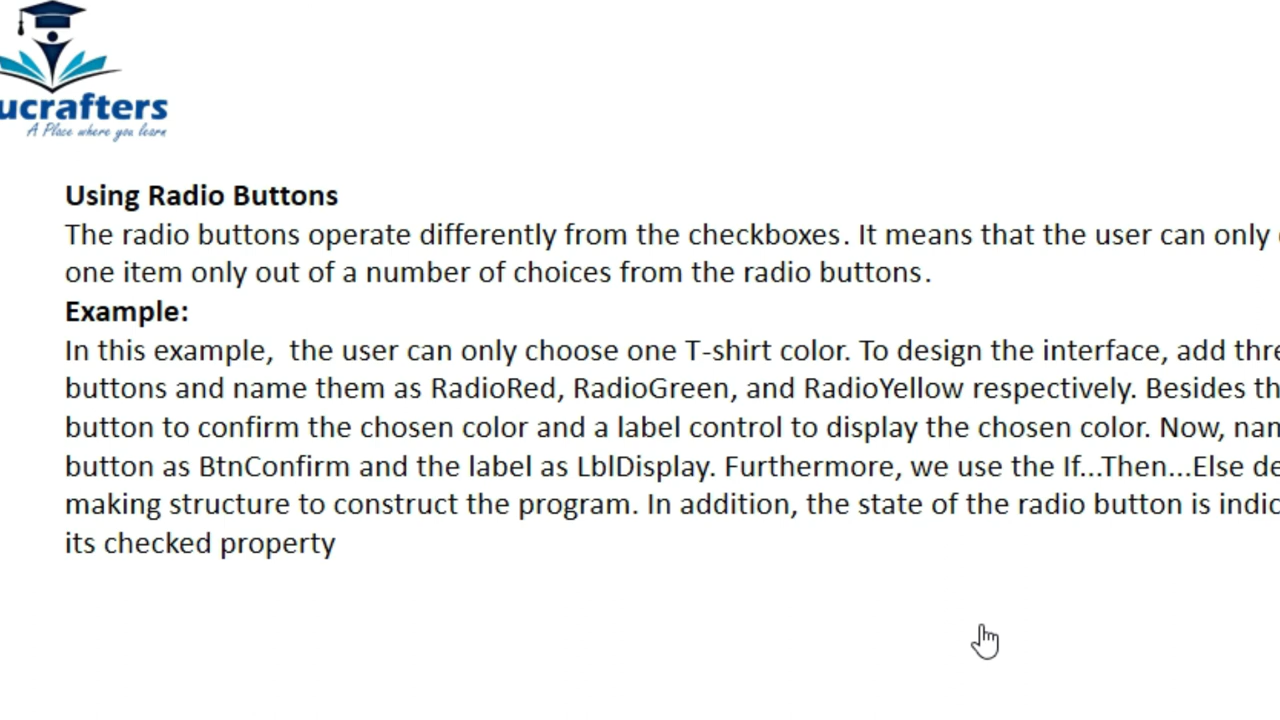 ucrafters
A Place where you learn
Using Radio Buttons
The radio buttons operate differently from the checkboxes. It means that the user can only
one item only out of a number of choices from the radio buttons.
Example:
In this example, the user can only choose one T-shirt color. To design the interface, add thre
buttons and name them as RadioRed, RadioGreen, and RadioYellow respectively. Besides th
button to confirm the chosen color and a label control to display the chosen color. Now, nam
button as BtnConfirm and the label as LblDisplay. Furthermore, we use the If...Then...Else de
making structure to construct the program. In addition, the state of the radio button is indic
its checked property